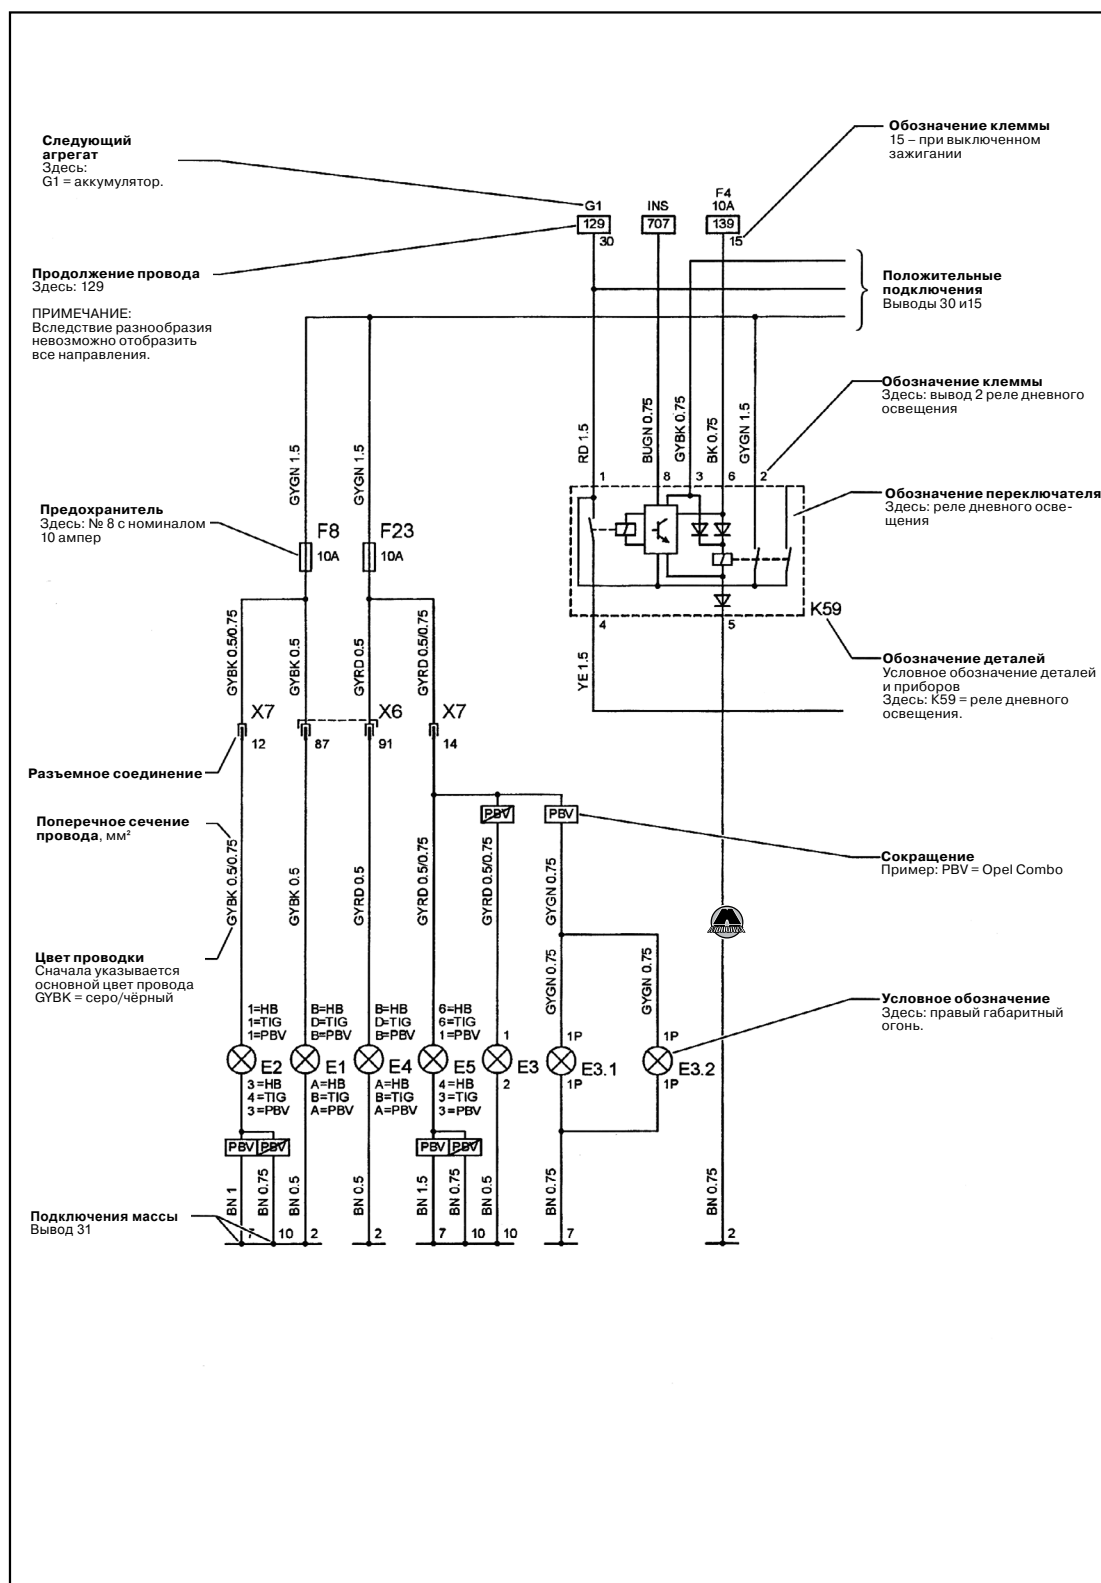 Следующий
агрегат
Здесь:
G1 = аккумулятор.
Обозначение клеммы
15 – при выключенном
зажигании
G1
INS
F4
10A
129
707
139
30
15
Продолжение провода
Здесь: 129
ПРИМЕЧАНИЕ:
Вследствие разнообразия
невозможно отобразить
все направления.
Положительные
подключения
Выводы 30 и15
Обозначение клеммы
Здесь: вывод 2 реле дневного
освещения
GYGN 1.5
GYGN 1.5
RD 1.5
BUGN 0.75
GYBK 0.75
BK 0.75
GYGN 1.5
1
8
3
6
2
Обозначение переключателя
Здесь: реле дневного осве-
щения
Предохранитель
Здесь: № 8 с номиналом
10 ампер
F8
10A
F23
10A
K59
4
5
GYBK 0.5/0.75
GYBK 0.5
GYRD 0.5
GYRD 0.5/0.75
YE 1.5
Обозначение деталей
Условное обозначение деталей
и приборов
Здесь: K59 = реле дневного
освещения.
X7
X6
X7
12
87
91
14
Разъемное соединение
PBV
PBV
Поперечное сечение
провода, мм²
GYBK 0.5/0.75
GYBK 0.5
GYRD 0.5
GYRD 0.5/0.75
GYRD 0.5/0.75
GYGN 0.75
Сокращение
Пример: PBV = Opel Combo
Цвет проводки
Сначала указывается
основной цвет провода
GYBK = серо/чёрный
GYGN 0.75
GYGN 0.75
Условное обозначение
Здесь: правый габаритный
огонь.
1=HB
1=TIG
1=PBV
B=HB
D=TIG
B=PBV
B=HB
D=TIG
B=PBV
6=HB
6=TIG
1=PBV
1
1P
1P
E2
E1
E4
E5
E3
E3.1
E3.2
3=HB
4=TIG
3=PBV
A=HB
B=TIG
A=PBV
A=HB
B=TIG
A=PBV
4=HB
3=TIG
3=PBV
2
1P
1P
PBV
PBV
PBV
PBV
BN 1
BN 0.75
BN 0.5
BN 0.5
BN 1.5
BN 0.75
BN 0.5
BN 0.75
Подключения массы
Вывод 31
7
10
2
2
7
10
10
7
2